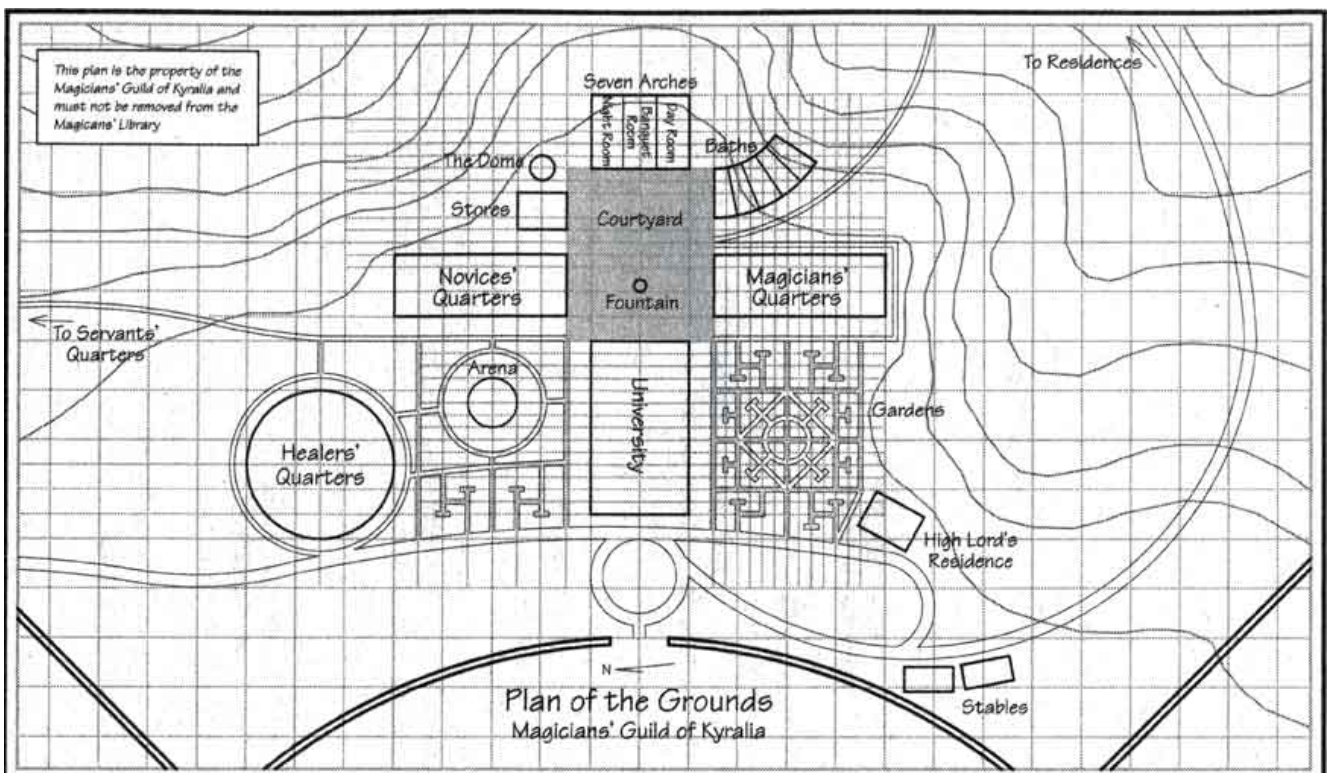 This plan is the property of the
Magicians' Guild of Kyralia and
must not be removed from the
Magicans' Library
To Residences
Seven Arches
Night Room
Banquet
Room
Day Room
Baths
The Dome
Stores
Courtyard
Novices'
Quarters
Fountain
Magicians'
Quarters
To Servants'
Quarters
Arena
University
Gardens
Healers'
Quarters
High Lord's
Residence
N
Plan of the Grounds
Magicians' Guild of Kyralia
Stables